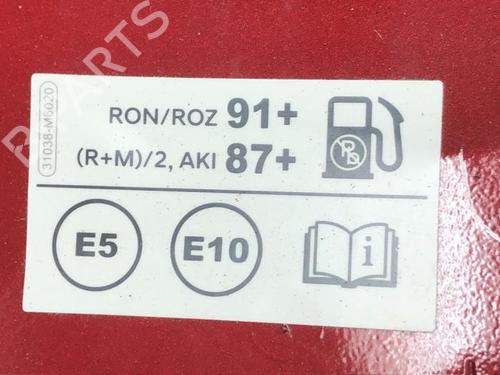 31038-M6020
RON/ROZ 91+
(R+M)/2, AKI 87+
Pb
E5
E10
i